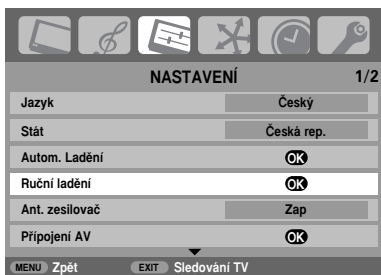 NASTAVENÍ 1/2
Jazyk Český
Stát Česká rep.
Autom. Ladění OK
Ruční ladění OK
Ant. zesilovač Zap
Přípojení AV OK
MENU Zpět EXIT Sledování TV